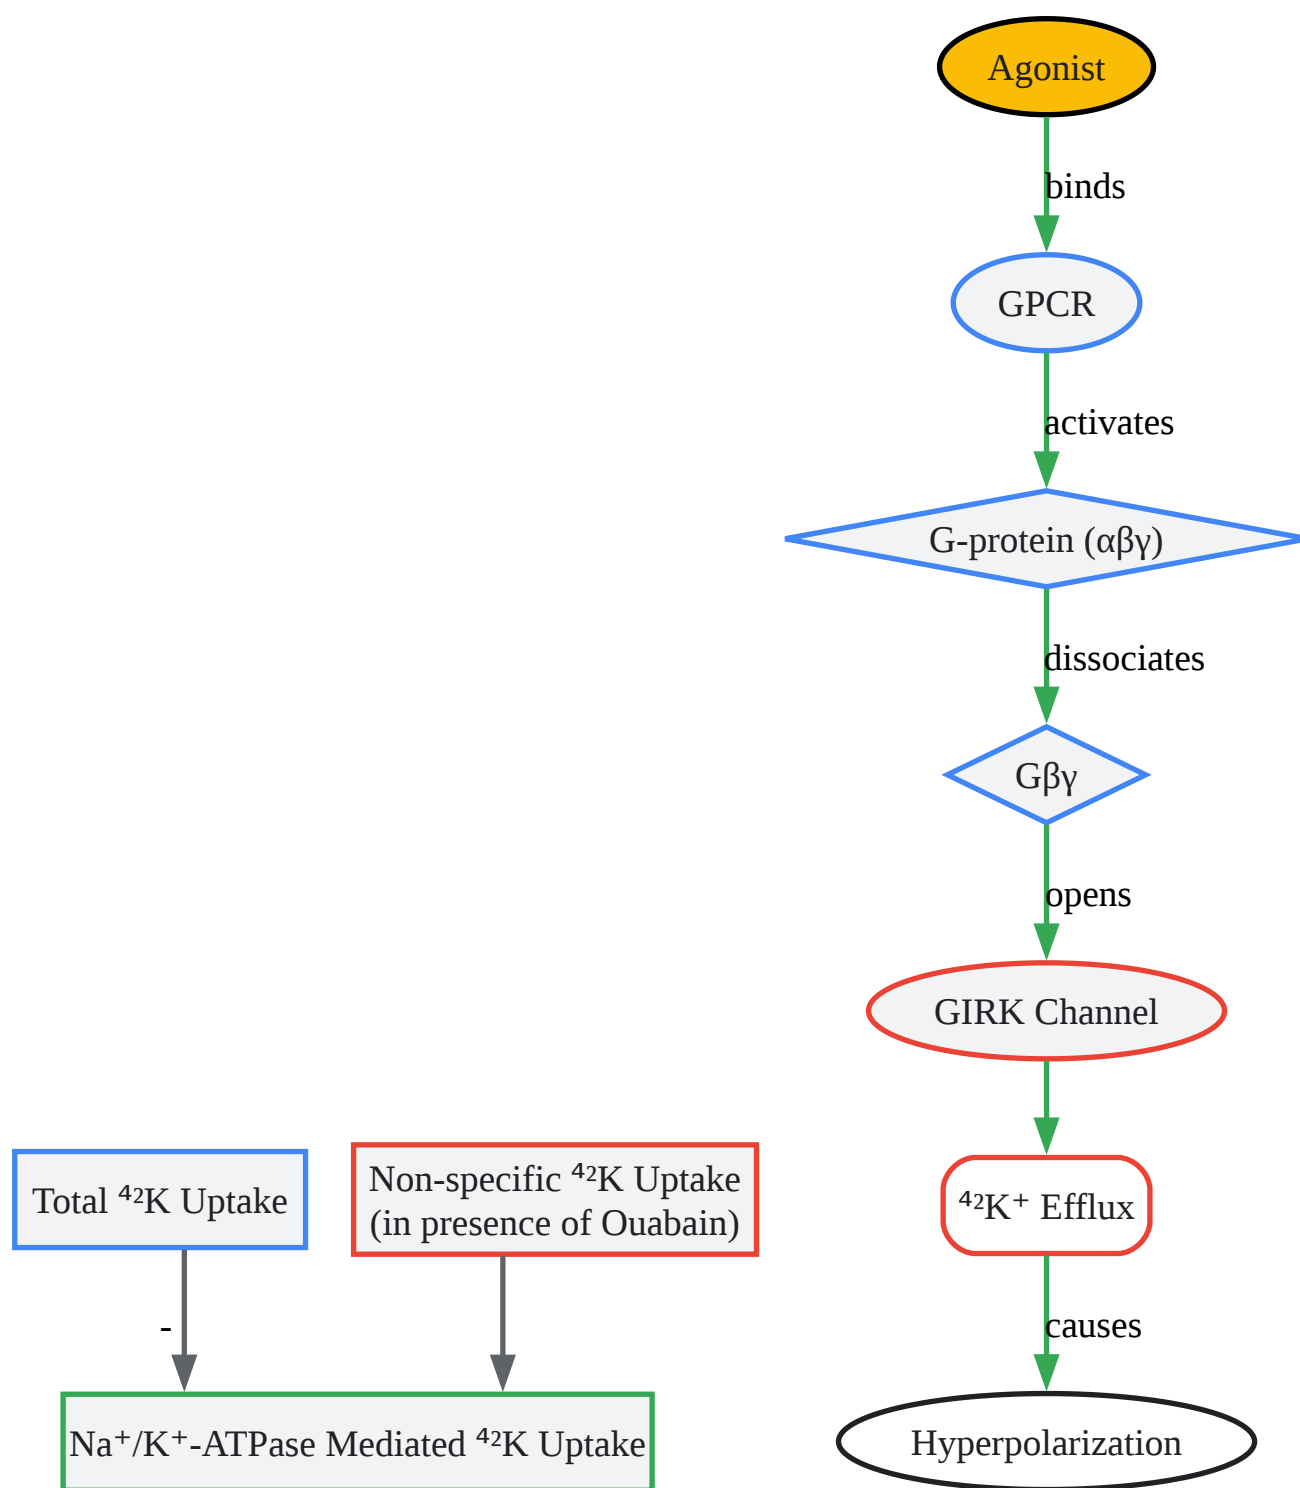 Agonist
binds
GPCR
activates
G-protein (αβγ)
dissociates
Gβγ
opens
GIRK Channel
Total ⁴²K Uptake
Non-specific ⁴²K Uptake
(in presence of Ouabain)
⁴²K⁺ Efflux
-
causes
Na⁺/K⁺-ATPase Mediated ⁴²K Uptake
Hyperpolarization